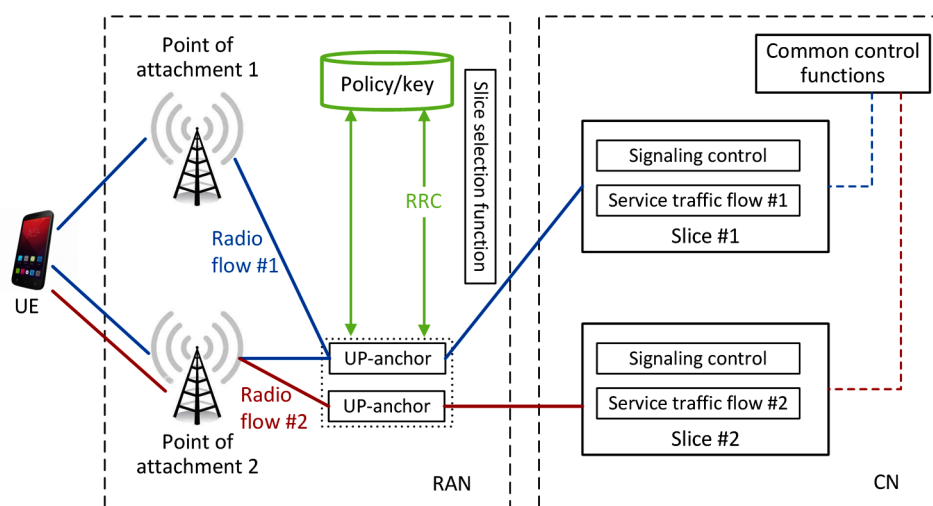 Point of
attachment 1
Policy/key
Slice selection function
RRC
Radio
flow #1
UE
UP-anchor
UP-anchor
Radio
flow #2
Point of
attachment 2
RAN
Common control
functions
Signaling control
Service traffic flow #1
Slice #1
Signaling control
Service traffic flow #2
Slice #2
CN